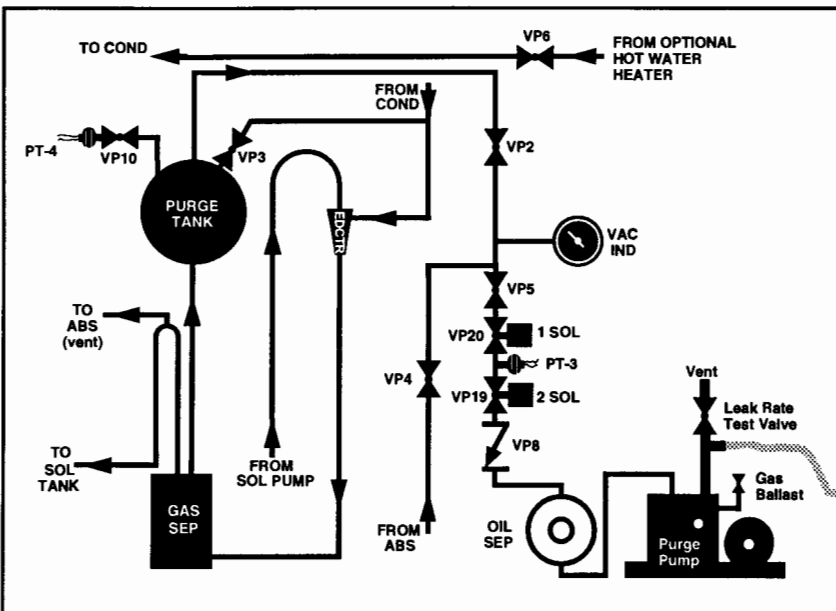 TO COND
VP6
FROM OPTIONAL
HOT WATER
HEATER
FROM
COND
PT-4
VP10
VP3
VP2
PURGE
TANK
EDCTR
VAC
IND
TO
ABS
(vent)
VP5
VP20
1 SOL
PT-3
VP4
VP19
2 SOL
Vent
Leak Rate
Test Valve
VP8
TO
SOL
TANK
FROM
SOL PUMP
Gas
Ballast
GAS
SEP
FROM
ABS
OIL
SEP
Purge
Pump